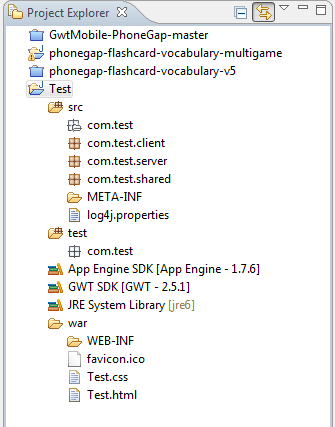 Project Explorer
GwtMobile-PhoneGap-master
phonegap-flashcard-vocabulary-multigame
phonegap-flashcard-vocabulary-v5
Test
src
com.test
com.test.client
com.test.server
com.test.shared
META-INF
log4j.properties
test
com.test
App Engine SDK [App Engine - 1.7.6]
GWT SDK [GWT - 2.5.1]
JRE System Library [jre6]
war
WEB-INF
favicon.ico
Test.css
Test.html